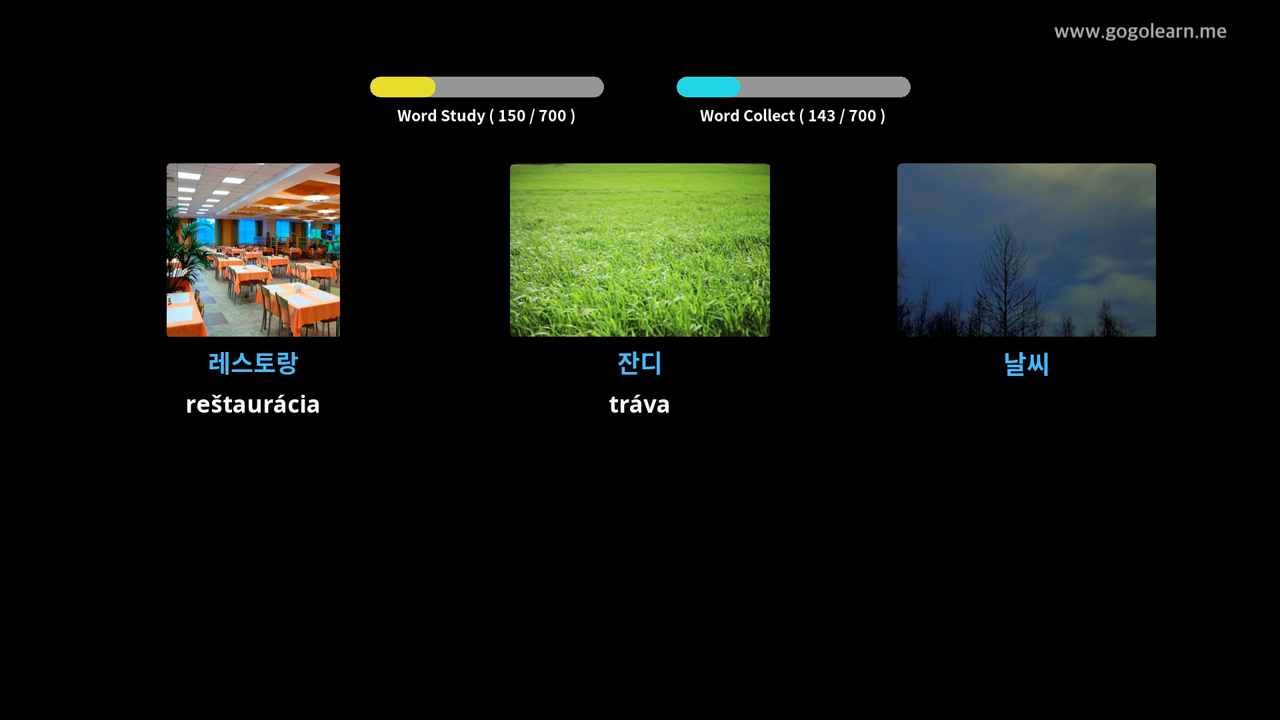 www.gogolearn.me
Word Study ( 150 / 700 )
Word Collect ( 143 / 700 )
레스토랑
잔디
날씨
reštaurácia
tráva